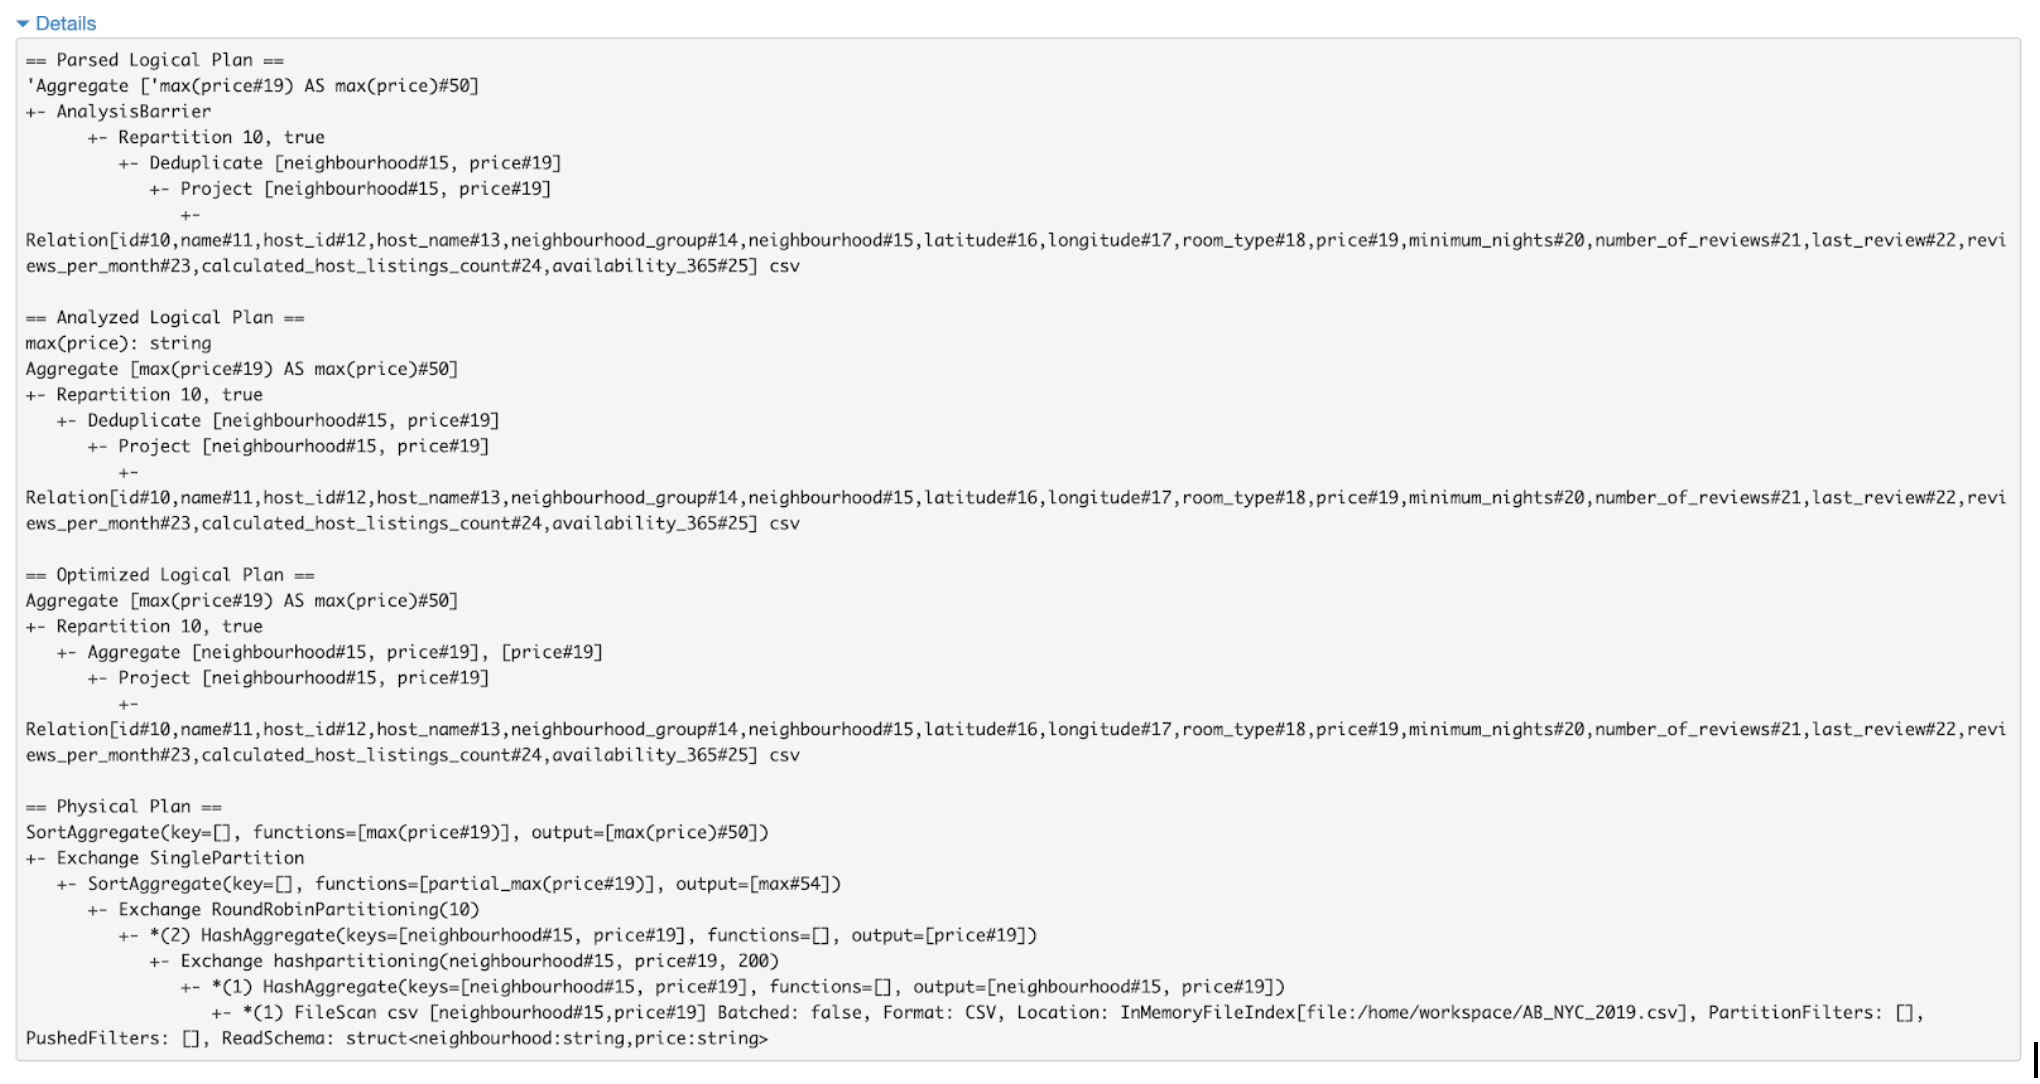 Details
== Parsed Logical Plan ==
'Aggregate ['max(price#19) AS max(price)#50]
+- AnalysisBarrier
      +- Repartition 10, true
         +- Deduplicate [neighbourhood#15, price#19]
            +- Project [neighbourhood#15, price#19]
               +-
Relation[id#10,name#11,host_id#12,host_name#13,neighbourhood_group#14,neighbourhood#15,latitude#16,longitude#17,room_type#18,price#19,minimum_nights#20,number_of_reviews#21,last_review#22,revi
ews_per_month#23,calculated_host_listings_count#24,availability_365#25] csv

== Analyzed Logical Plan ==
max(price): string
Aggregate [max(price#19) AS max(price)#50]
+- Repartition 10, true
   +- Deduplicate [neighbourhood#15, price#19]
      +- Project [neighbourhood#15, price#19]
         +-
Relation[id#10,name#11,host_id#12,host_name#13,neighbourhood_group#14,neighbourhood#15,latitude#16,longitude#17,room_type#18,price#19,minimum_nights#20,number_of_reviews#21,last_review#22,revi
ews_per_month#23,calculated_host_listings_count#24,availability_365#25] csv

== Optimized Logical Plan ==
Aggregate [max(price#19) AS max(price)#50]
+- Repartition 10, true
   +- Aggregate [neighbourhood#15, price#19], [price#19]
      +- Project [neighbourhood#15, price#19]
         +-
Relation[id#10,name#11,host_id#12,host_name#13,neighbourhood_group#14,neighbourhood#15,latitude#16,longitude#17,room_type#18,price#19,minimum_nights#20,number_of_reviews#21,last_review#22,revi
ews_per_month#23,calculated_host_listings_count#24,availability_365#25] csv

== Physical Plan ==
SortAggregate(key=[], functions=[max(price#19)], output=[max(price)#50])
+- Exchange SinglePartition
   +- SortAggregate(key=[], functions=[partial_max(price#19)], output=[max#54])
      +- Exchange RoundRobinPartitioning(10)
         +- *(2) HashAggregate(keys=[neighbourhood#15, price#19], functions=[], output=[price#19])
            +- Exchange hashpartitioning(neighbourhood#15, price#19, 200)
               +- *(1) HashAggregate(keys=[neighbourhood#15, price#19], functions=[], output=[neighbourhood#15, price#19])
                  +- *(1) FileScan csv [neighbourhood#15,price#19] Batched: false, Format: CSV, Location: InMemoryFileIndex[file:/home/workspace/AB_NYC_2019.csv], PartitionFilters: [],
PushedFilters: [], ReadSchema: struct<neighbourhood:string,price:string>